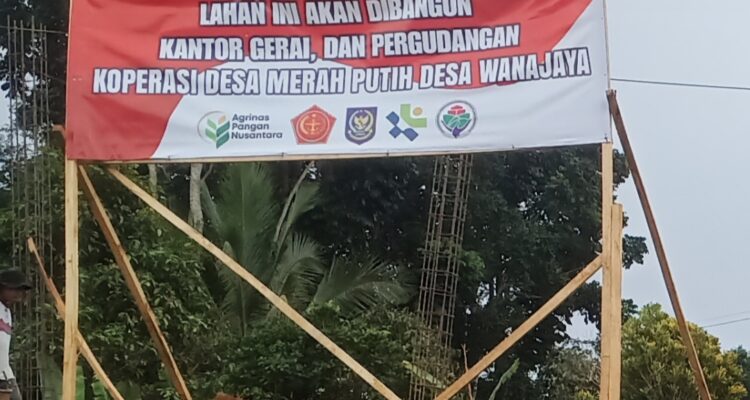 LAHAN INI AKAN DIBANGUN
KANTOR GERAI, DAN PERGUDANGAN
KOPERASI DESA MERAH PUTIH DESA WANAJAYA
Agrinas
Pangan
Nusantara